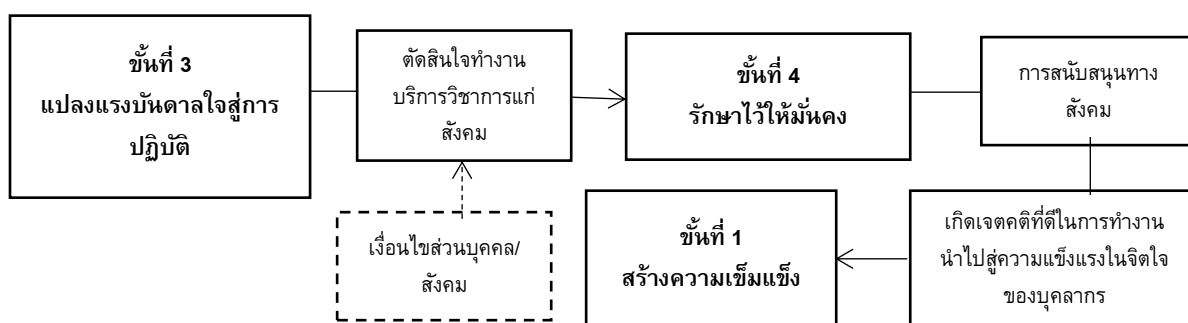 ขั้นที่ 3
แปลงแรงบันดาลใจสู่การ
ปฏิบัติ
ตัดสินใจทำงาน
บริการวิชาการแก่
สังคม
ขั้นที่ 4
รักษาไว้ให้มั่นคง
การสนับสนุนทาง
สังคม
เงื่อนไขส่วนบุคคล/
สังคม
ขั้นที่ 1
สร้างความเข็มแข็ง
เกิดเจตคติที่ดีในการทำงาน
นำไปสู่ความแข็งแรงในจิตใจ
ของบุคลากร